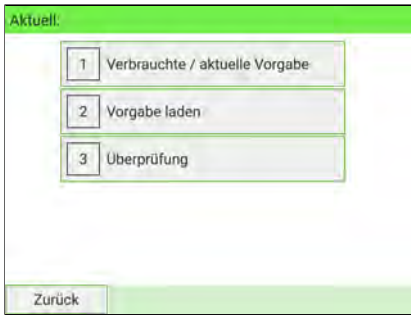 Aktuell:
1 Verbrauchte / aktuelle Vorgabe
2 Vorgabe laden
3 Überprüfung
Zurück